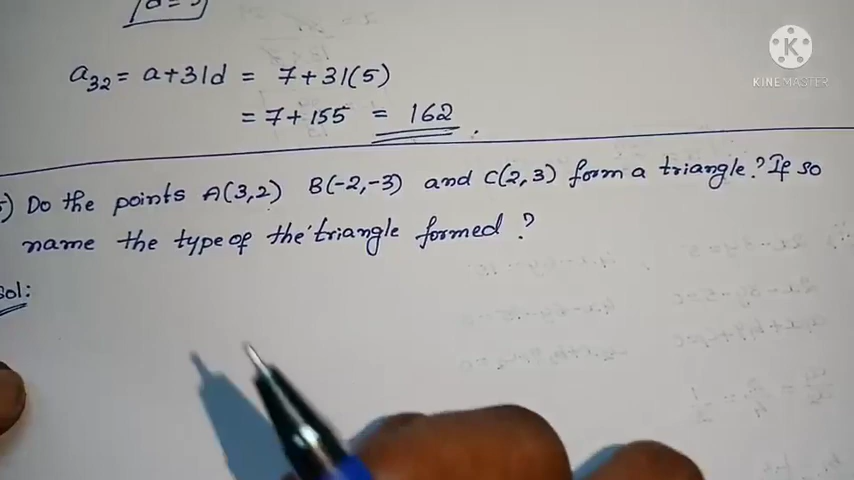 K
KINEMASTER
a32 = a+31d = 7+31(5)
= 7+155 = 162.
5) Do the points A(3,2) B(-2,-3) and C(2,3) form a triangle? If so
name the type of the triangle formed?
Sol: